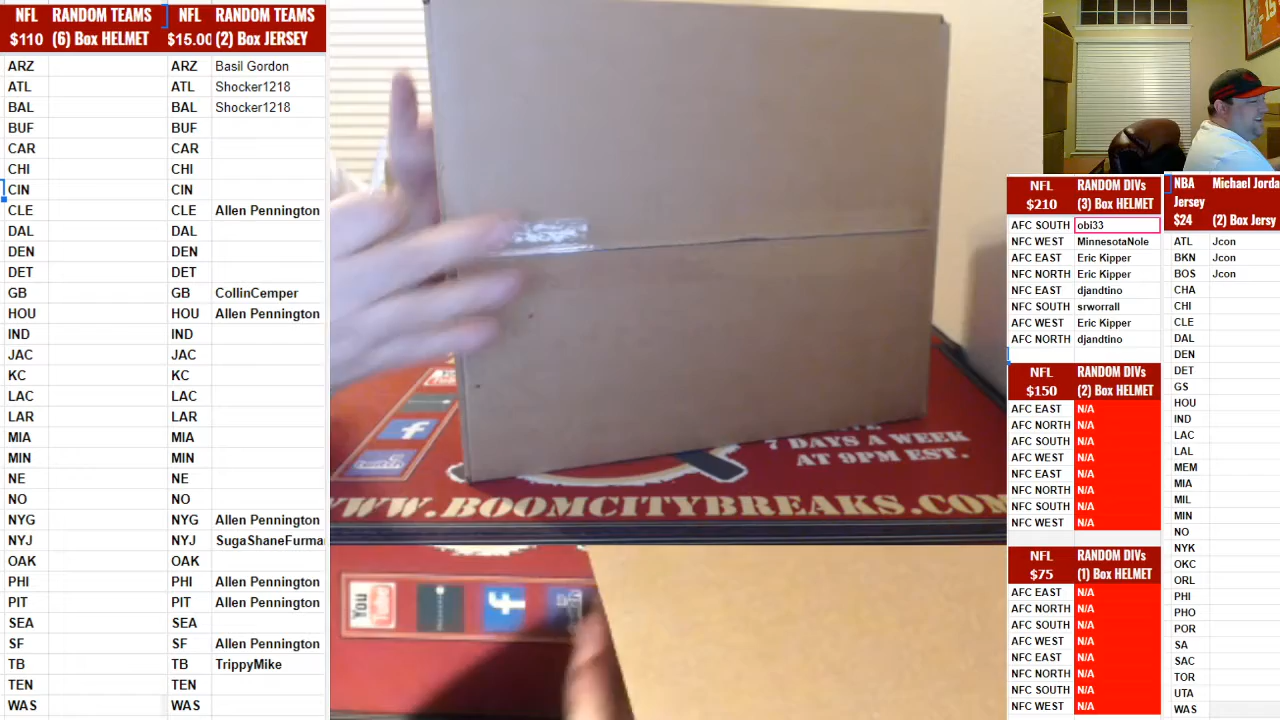 NFL RANDOM TEAMS NFL RANDOM TEAMS
$110 (6) Box HELMET $15.00 (2) Box JERSEY
ARZ ARZ Basil Gordon
ATL ATL Shocker1218
BAL BAL Shocker1218
BUF BUF
CAR CAR
CHI CHI
CIN CIN
CLE CLE Allen Pennington
DAL DAL
DEN DEN
DET DET
GB GB CollinCemper
HOU HOU Allen Pennington
IND IND
JAC JAC
KC KC
LAC LAC
LAR LAR
MIA MIA
MIN MIN
NE NE
NO NO
NYG NYG Allen Pennington
NYJ NYJ SugaShaneFurma
OAK OAK
PHI PHI Allen Pennington
PIT PIT Allen Pennington
SEA SEA
SF SF Allen Pennington
TB TB TrippyMike
TEN TEN
WAS WAS
7 DAYS A WEEK
AT 9PM EST.
WWW.BOOMCITYBREAKS.COM
You
NFL RANDOM DIVs
$210 (3) Box HELMET
AFC SOUTH obi33
NFC WEST MinnesotaNole
AFC EAST Eric Kipper
NFC NORTH Eric Kipper
NFC EAST djandtino
NFC SOUTH srworrall
AFC WEST Eric Kipper
AFC NORTH djandtino
NFL RANDOM DIVs
$150 (2) Box HELMET
AFC EAST N/A
AFC NORTH N/A
AFC SOUTH N/A
AFC WEST N/A
NFC EAST N/A
NFC NORTH N/A
NFC SOUTH N/A
NFC WEST N/A
NFL RANDOM DIVs
$75 (1) Box HELMET
AFC EAST N/A
AFC NORTH N/A
AFC SOUTH N/A
AFC WEST N/A
NFC EAST N/A
NFC NORTH N/A
NFC SOUTH N/A
NFC WEST N/A
NBA Michael Jorda
Jersey
$24 (2) Box Jersy
ATL Jcon
BKN Jcon
BOS Jcon
CHA
CHI
CLE
DAL
DEN
DET
GS
HOU
IND
LAC
LAL
MEM
MIA
MIL
MIN
NO
NYK
OKC
ORL
PHI
PHO
POR
SA
SAC
TOR
UTA
WAS